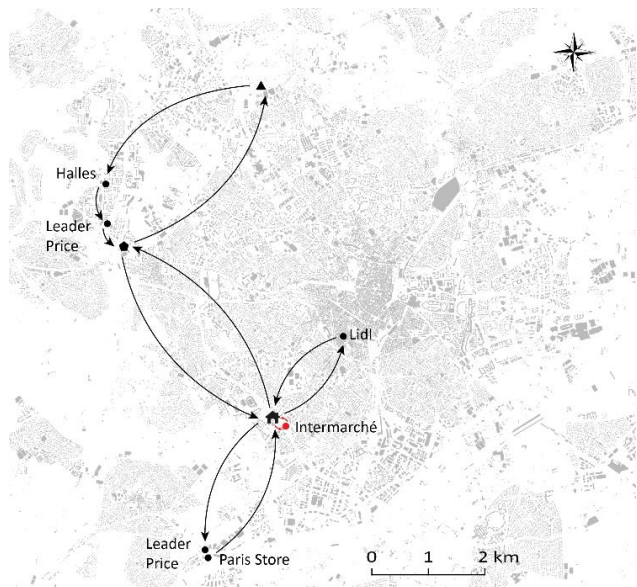 Halles
Leader
Price
Lidl
Intermarché
Leader
Price
Paris Store
0 1 2 km